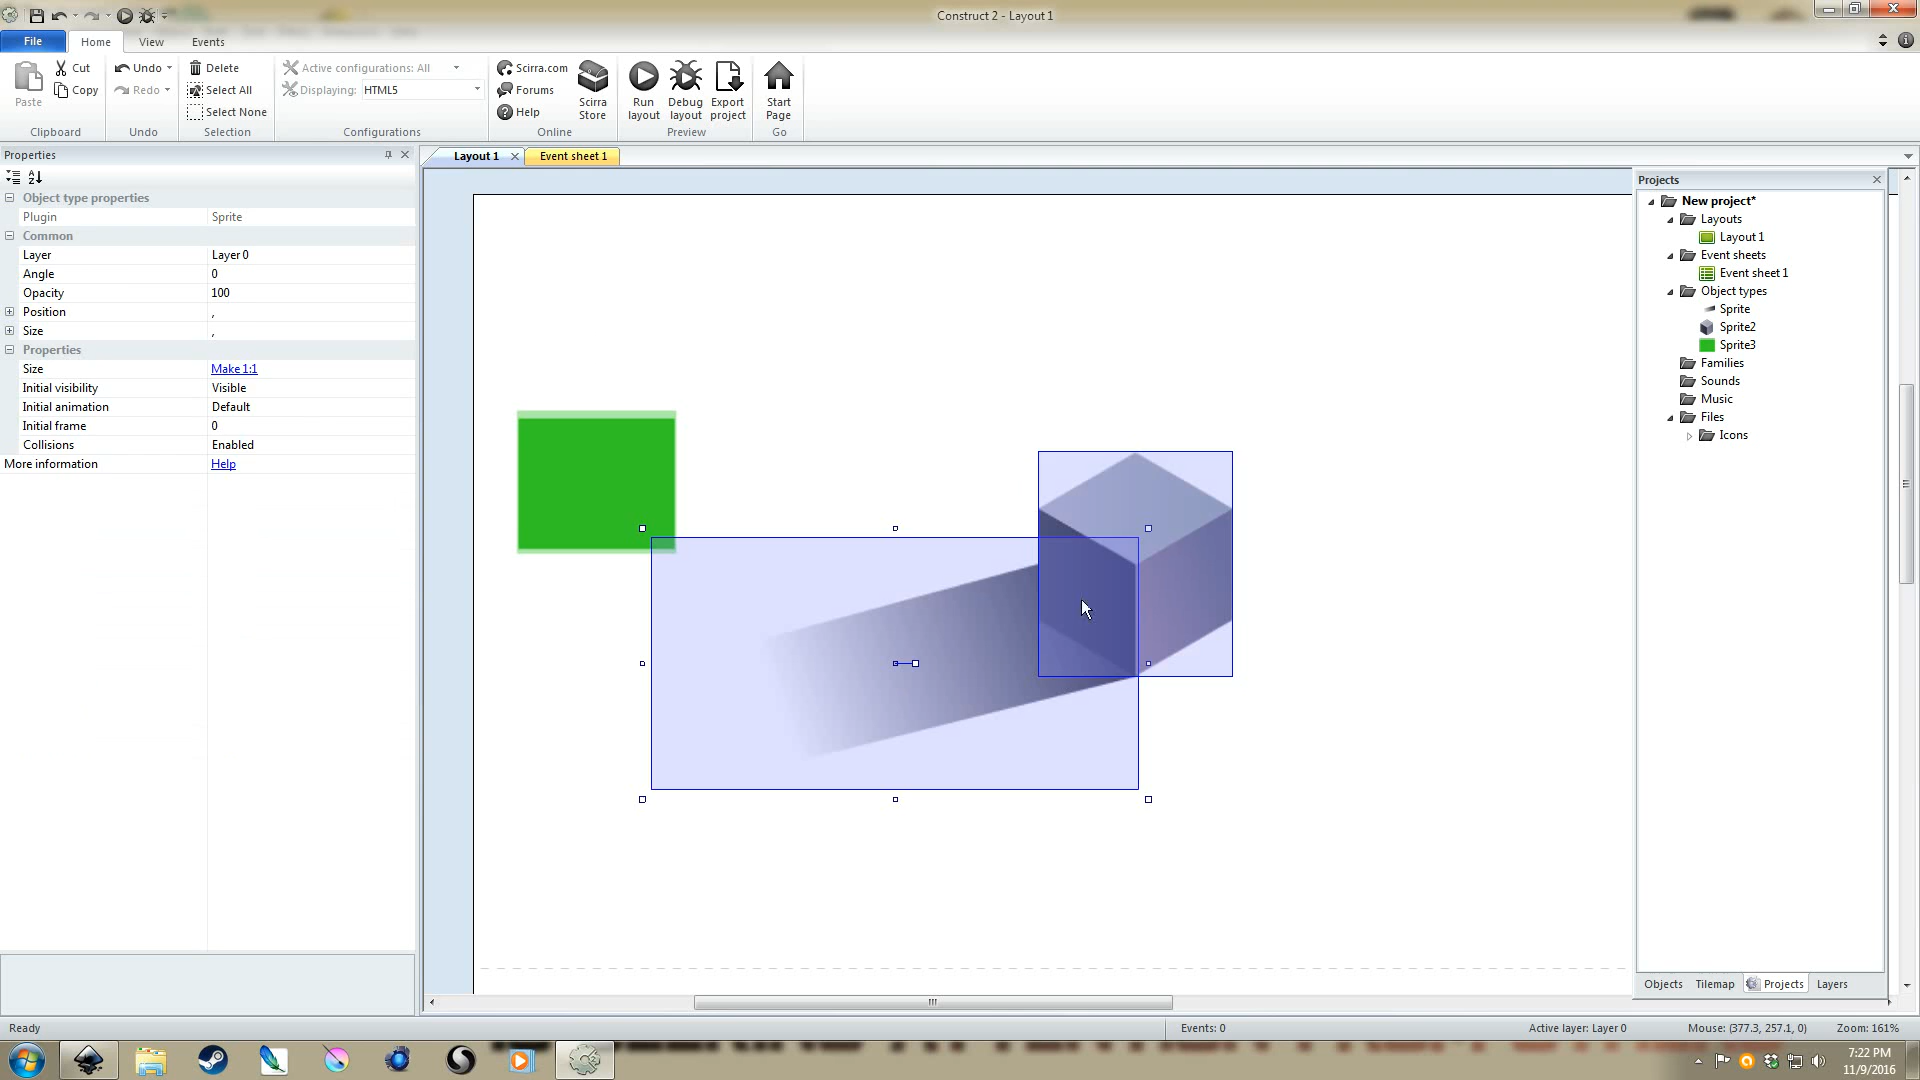 Construct 2 - Layout 1
File
Home
View
Events
Paste
Cut
Copy
Clipboard
Undo
Redo
Undo
Delete
Select All
Select None
Selection
Active configurations: All
Displaying: HTML5
Configurations
Scirra.com
Forums
Help
Online
Scirra Store
Run layout
Debug layout
Export project
Preview
Start Page
Go
Properties
Layout 1
Event sheet 1
Object type properties
Plugin Sprite
Common
Layer Layer 0
Angle 0
Opacity 100
Position ,
Size ,
Properties
Size Make 1:1
Initial visibility Visible
Initial animation Default
Initial frame 0
Collisions Enabled
More information Help
Projects
New project*
Layouts
Layout 1
Event sheets
Event sheet 1
Object types
Sprite
Sprite2
Sprite3
Families
Sounds
Music
Files
Icons
Objects Tilemap Projects Layers
Ready
Events: 0
Active layer: Layer 0
Mouse: (377.3, 257.1, 0)
Zoom: 161%
7:22 PM
11/9/2016